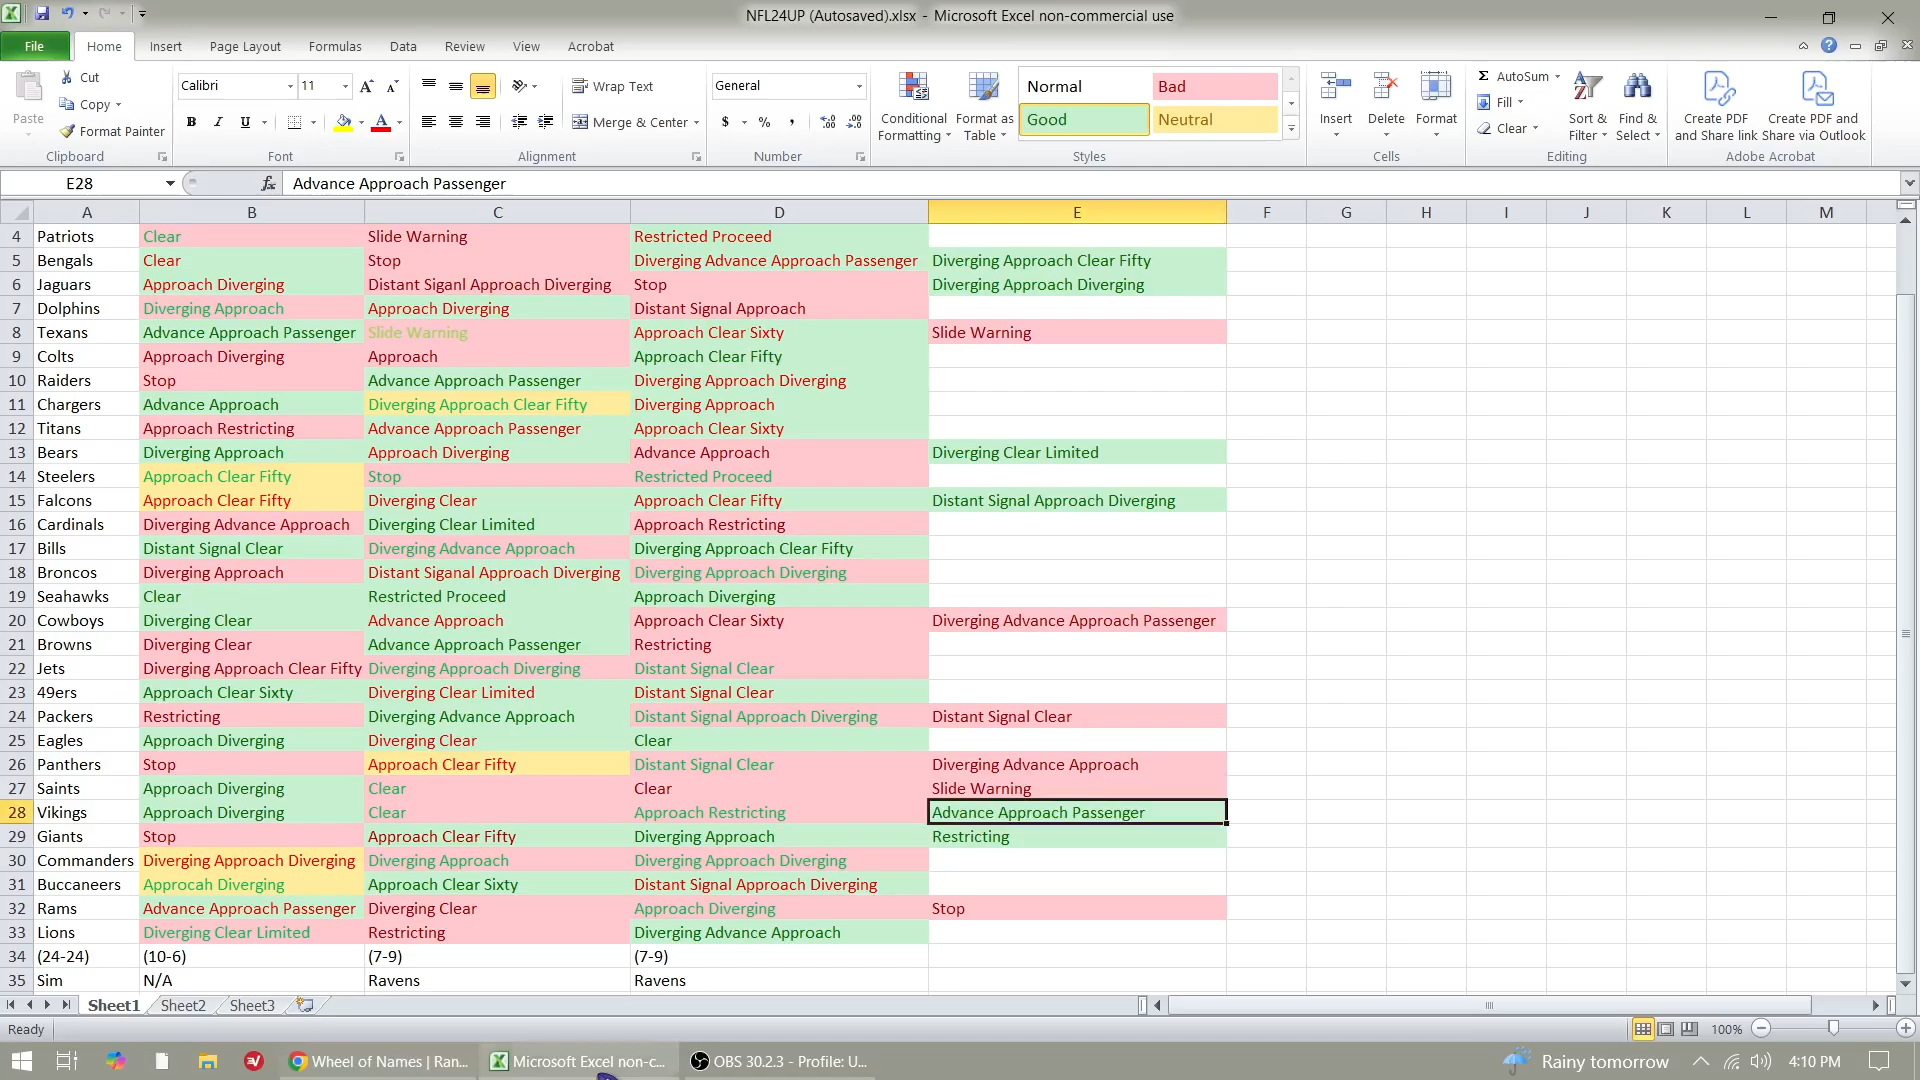 NFL24UP (Autosaved).xlsx - Microsoft Excel non-commercial use
File Home Insert Page Layout Formulas Data Review View Acrobat
Paste Cut Copy Format Painter Clipboard
Calibri 11 B I U Font
Wrap Text Merge & Center Alignment
General $ % , Number
Conditional Formatting Format as Table Normal Bad Good Neutral Styles
Insert Delete Format Cells
AutoSum Fill Clear Sort & Filter Find & Select Editing
Create PDF and Share link Create PDF and Share via Outlook Adobe Acrobat
E28 fx Advance Approach Passenger
A B C D E F G H I J K L M
4 Patriots Clear Slide Warning Restricted Proceed
5 Bengals Clear Stop Diverging Advance Approach Passenger Diverging Approach Clear Fifty
6 Jaguars Approach Diverging Distant Siganl Approach Diverging Stop Diverging Approach Diverging
7 Dolphins Diverging Approach Approach Diverging Distant Signal Approach
8 Texans Advance Approach Passenger Slide Warning Approach Clear Sixty Slide Warning
9 Colts Approach Diverging Approach Approach Clear Fifty
10 Raiders Stop Advance Approach Passenger Diverging Approach Diverging
11 Chargers Advance Approach Diverging Approach Clear Fifty Diverging Approach
12 Titans Approach Restricting Advance Approach Passenger Approach Clear Sixty
13 Bears Diverging Approach Approach Diverging Advance Approach Diverging Clear Limited
14 Steelers Approach Clear Fifty Stop Restricted Proceed
15 Falcons Approach Clear Fifty Diverging Clear Approach Clear Fifty Distant Signal Approach Diverging
16 Cardinals Diverging Advance Approach Diverging Clear Limited Approach Restricting
17 Bills Distant Signal Clear Diverging Advance Approach Diverging Approach Clear Fifty
18 Broncos Diverging Approach Distant Siganal Approach Diverging Diverging Approach Diverging
19 Seahawks Clear Restricted Proceed Approach Diverging
20 Cowboys Diverging Clear Advance Approach Approach Clear Sixty Diverging Advance Approach Passenger
21 Browns Diverging Clear Advance Approach Passenger Restricting
22 Jets Diverging Approach Clear Fifty Diverging Approach Diverging Distant Signal Clear
23 49ers Approach Clear Sixty Diverging Clear Limited Distant Signal Clear
24 Packers Restricting Diverging Advance Approach Distant Signal Approach Diverging Distant Signal Clear
25 Eagles Approach Diverging Diverging Clear Clear
26 Panthers Stop Approach Clear Fifty Distant Signal Clear Diverging Advance Approach
27 Saints Approach Diverging Clear Clear Slide Warning
28 Vikings Approach Diverging Clear Approach Restricting Advance Approach Passenger
29 Giants Stop Approach Clear Fifty Diverging Approach Restricting
30 Commanders Diverging Approach Diverging Diverging Approach Diverging Approach Diverging
31 Buccaneers Approcah Diverging Approach Clear Sixty Distant Signal Approach Diverging
32 Rams Advance Approach Passenger Diverging Clear Approach Diverging Stop
33 Lions Diverging Clear Limited Restricting Diverging Advance Approach
34 (24-24) (10-6) (7-9) (7-9)
35 Sim N/A Ravens Ravens
Sheet1 Sheet2 Sheet3
Ready 100%
Wheel of Names | Ran... Microsoft Excel non-c... OBS 30.2.3 - Profile: U... Rainy tomorrow 4:10 PM